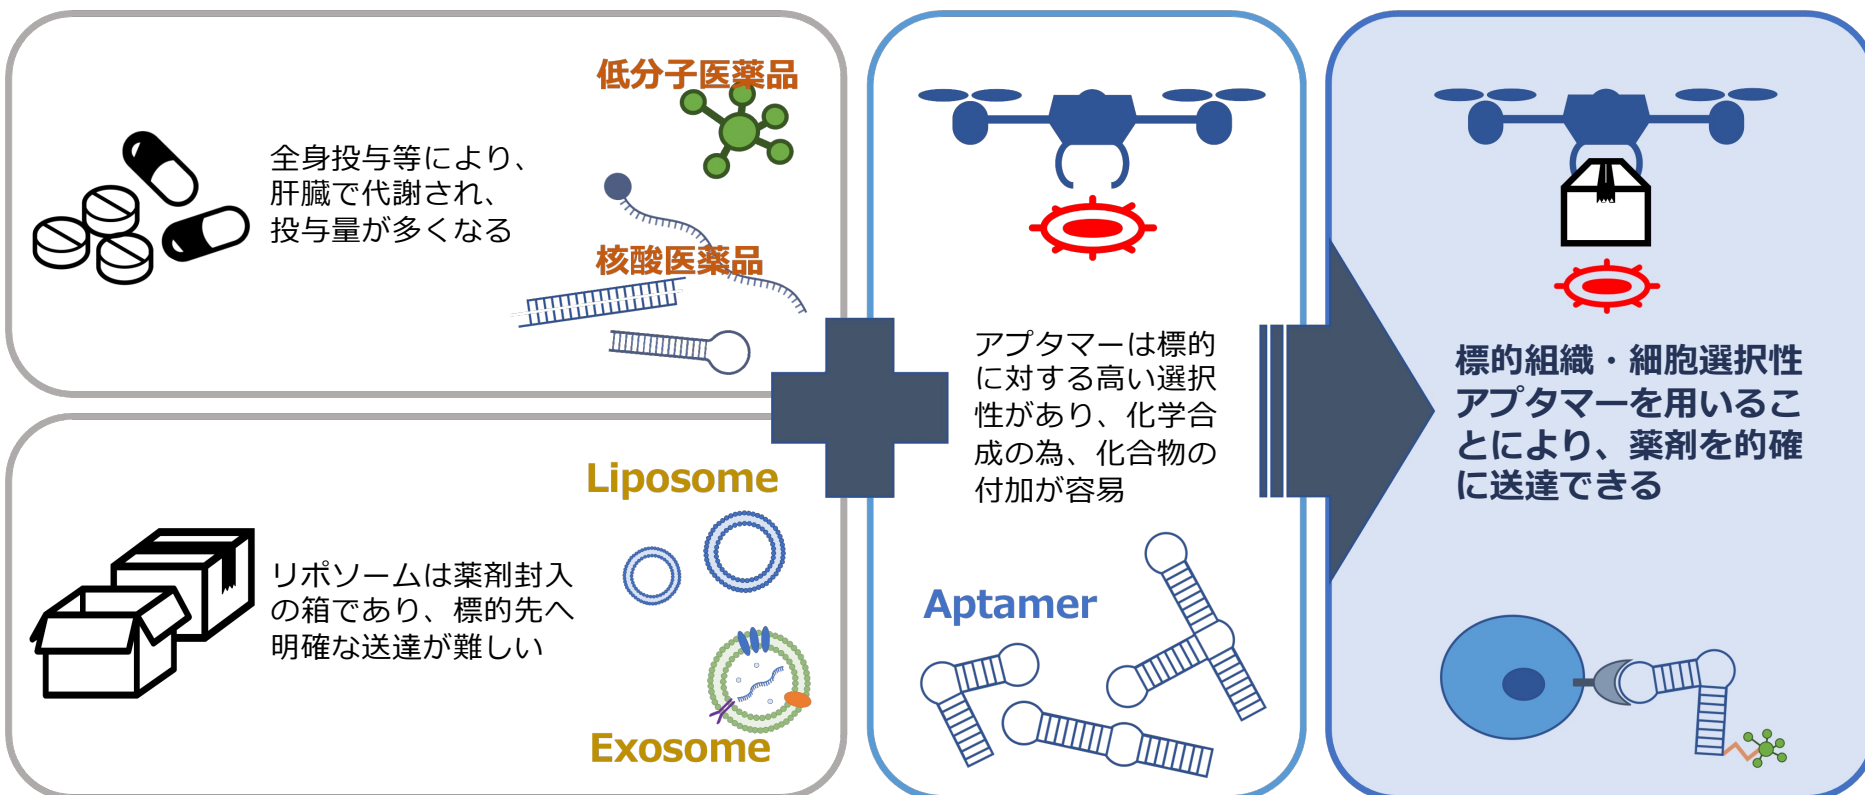 低分子医薬品
全身投与等により、
肝臓で代謝され、
投与量が多くなる
核酸医薬品
Liposome
リポソームは薬剤封入
の箱であり、標的先へ
明確な送達が難しい
Exosome
アプタマーは標的
に対する高い選択
性があり、化学合
成の為、化合物の
付加が容易
Aptamer
標的組織・細胞選択性
アプタマーを用いるこ
とにより、薬剤を的確
に送達できる